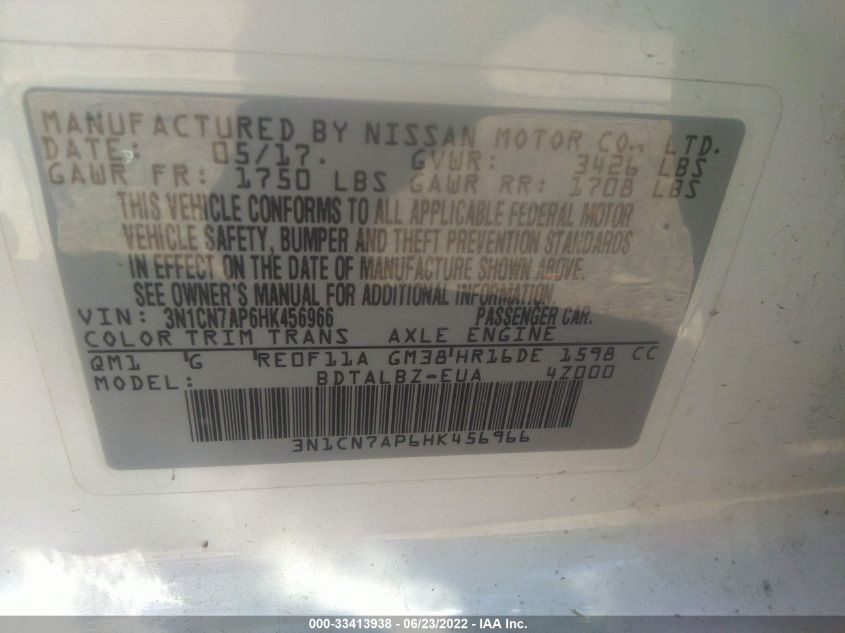 MANUFACTURED BY NISSAN MOTOR CO., LTD.
DATE: 05/17. GVWR: 3426 LBS
GAWR FR: 1750 LBS GAWR RR: 1708 LBS
THIS VEHICLE CONFORMS TO ALL APPLICABLE FEDERAL MOTOR
VEHICLE SAFETY, BUMPER AND THEFT PREVENTION STANDARDS
IN EFFECT ON THE DATE OF MANUFACTURE SHOWN ABOVE.
SEE OWNER'S MANUAL FOR ADDITIONAL INFORMATION
VIN: 3N1CN7AP6HK456966 PASSENGER CAR.
COLOR TRIM TRANS AXLE ENGINE
QM1 'G 'RE0F11A GM38'HR16DE 1598 CC
MODEL: BDTALBZ-EUA 4Z000
3N1CN7AP6HK456966
000-33413938 - 06/23/2022 - IAA Inc.